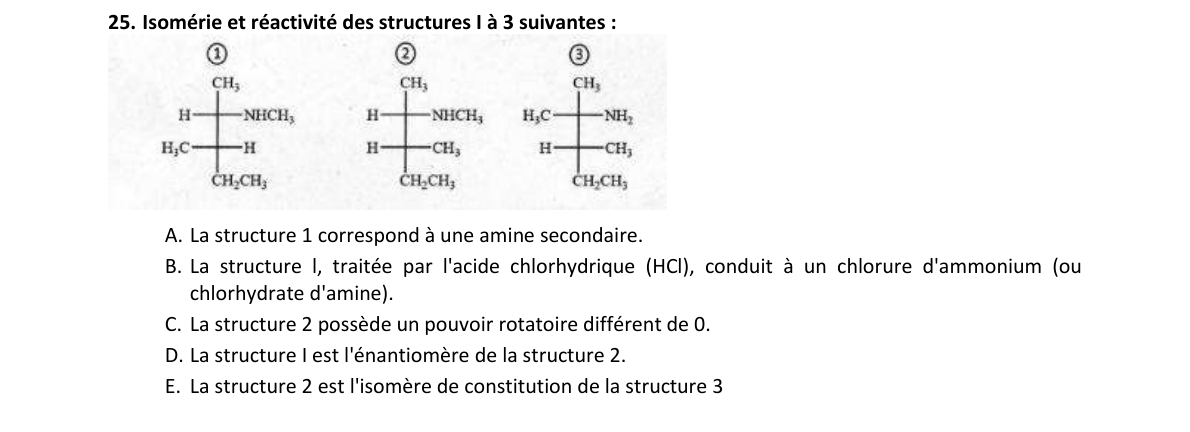 25. Isomérie et réactivité des structures I à 3 suivantes :
① ② ③
CH₃ CH₃ CH₃
H NHCH₃ H NHCH₃ H₃C NH₂
H₃C H H CH₃ H CH₃
CH₂CH₃ CH₂CH₃ CH₂CH₃
A. La structure 1 correspond à une amine secondaire.
B. La structure l, traitée par l'acide chlorhydrique (HCl), conduit à un chlorure d'ammonium (ou
chlorhydrate d'amine).
C. La structure 2 possède un pouvoir rotatoire différent de 0.
D. La structure I est l'énantiomère de la structure 2.
E. La structure 2 est l'isomère de constitution de la structure 3